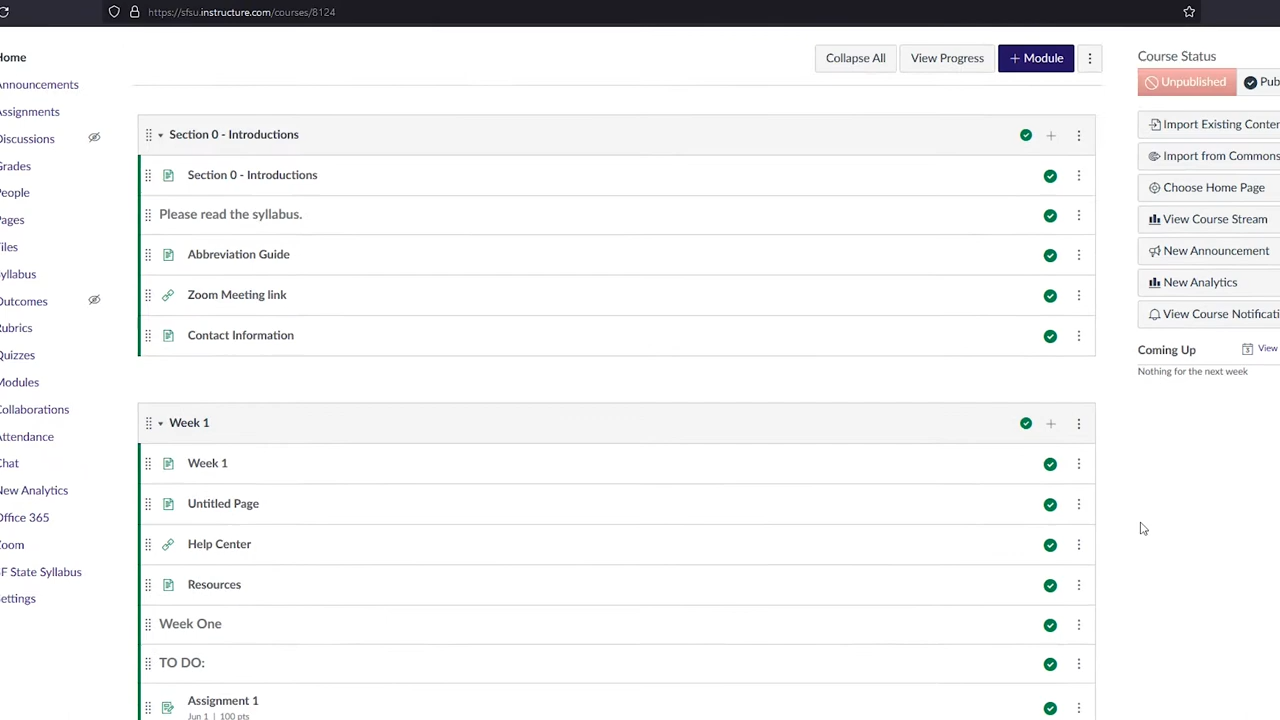 https://sfsu.instructure.com/courses/8124
Home
Announcements
Assignments
Discussions
Grades
People
Pages
Files
Syllabus
Outcomes
Rubrics
Quizzes
Modules
Collaborations
Attendance
Chat
New Analytics
Office 365
Zoom
SF State Syllabus
Settings
Collapse All
View Progress
+ Module
Section 0 - Introductions
Section 0 - Introductions
Please read the syllabus.
Abbreviation Guide
Zoom Meeting link
Contact Information
Week 1
Week 1
Untitled Page
Help Center
Resources
Week One
TO DO:
Assignment 1
Jun 1 | 100 pts
Course Status
Unpublished
Pub
Import Existing Conten
Import from Commons
Choose Home Page
View Course Stream
New Announcement
New Analytics
View Course Notificati
Coming Up
View
Nothing for the next week